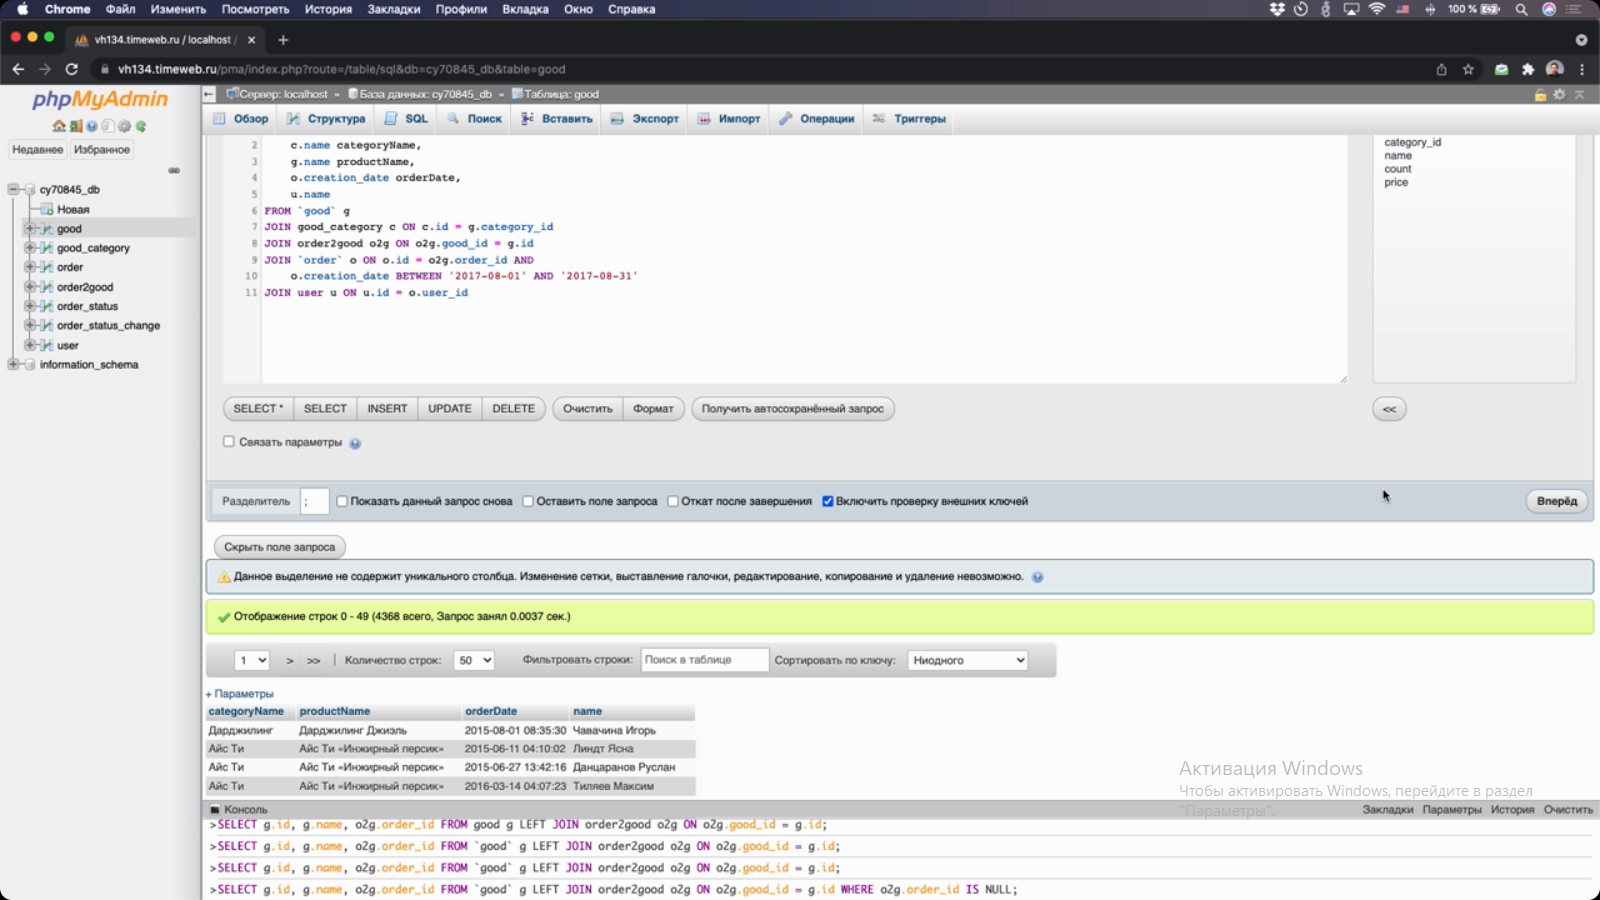 Chrome Файл Изменить Посмотреть История Закладки Профили Вкладка Окно Справка 100 %
vh134.timeweb.ru / localhost /
vh134.timeweb.ru/pma/index.php?route=/table/sql&db=cy70845_db&table=good
phpMyAdmin
Недавнее Избранное
cy70845_db
Новая
good
good_category
order
order2good
order_status
order_status_change
user
information_schema
Сервер: localhost » База данных: cy70845_db » Таблица: good
Обзор Структура SQL Поиск Вставить Экспорт Импорт Операции Триггеры
2 c.name categoryName,
3 g.name productName,
4 o.creation_date orderDate,
5 u.name
6 FROM `good` g
7 JOIN good_category c ON c.id = g.category_id
8 JOIN order2good o2g ON o2g.good_id = g.id
9 JOIN `order` o ON o.id = o2g.order_id AND
10 o.creation_date BETWEEN '2017-08-01' AND '2017-08-31'
11 JOIN user u ON u.id = o.user_id
category_id
name
count
price
SELECT * SELECT INSERT UPDATE DELETE Очистить Формат Получить автосохранённый запрос <<
Связать параметры
Разделитель ; Показать данный запрос снова Оставить поле запроса Откат после завершения Включить проверку внешних ключей Вперёд
Скрыть поле запроса
Данное выделение не содержит уникального столбца. Изменение сетки, выставление галочки, редактирование, копирование и удаление невозможно.
Отображение строк 0 - 49 (4368 всего, Запрос занял 0.0037 сек.)
1 > >> | Количество строк: 50 Фильтровать строки: Поиск в таблице Сортировать по ключу: Ниодного
+ Параметры
categoryName productName orderDate name
Дарджилинг Дарджилинг Джиэль 2015-08-01 08:35:30 Чавачина Игорь
Айс Ти Айс Ти «Инжирный персик» 2015-06-11 04:10:02 Линдт Ясна
Айс Ти Айс Ти «Инжирный персик» 2015-06-27 13:42:16 Данцаранов Руслан
Айс Ти Айс Ти «Инжирный персик» 2016-03-14 04:07:23 Тиляев Максим
Активация Windows
Чтобы активировать Windows, перейдите в раздел
"Параметры".
Консоль Закладки Параметры История Очистить
>SELECT g.id, g.name, o2g.order_id FROM good g LEFT JOIN order2good o2g ON o2g.good_id = g.id;
>SELECT g.id, g.name, o2g.order_id FROM `good` g LEFT JOIN order2good o2g ON o2g.good_id = g.id;
>SELECT g.id, g.name, o2g.order_id FROM `good` g LEFT JOIN order2good o2g ON o2g.good_id = g.id;
>SELECT g.id, g.name, o2g.order_id FROM `good` g LEFT JOIN order2good o2g ON o2g.good_id = g.id WHERE o2g.order_id IS NULL;